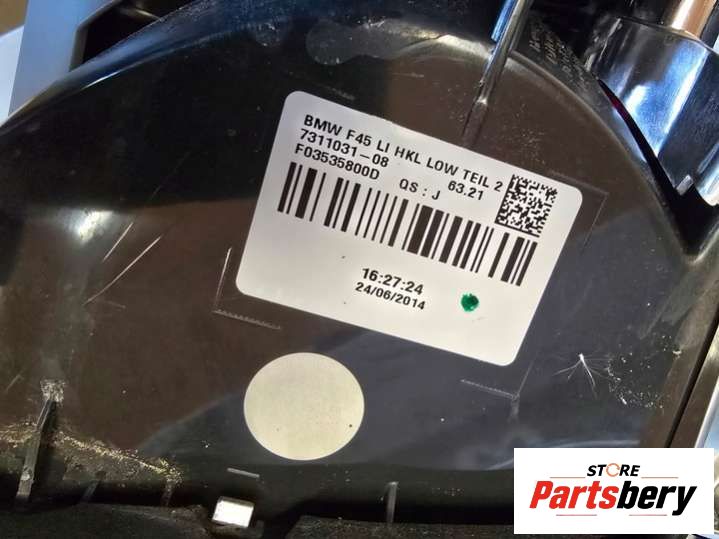 BMW F45 LI HKL LOW TEIL 2
7311031-08 63.21
F03535800D QS : J
16:27:24
24/06/2014
STORE
Partsbery